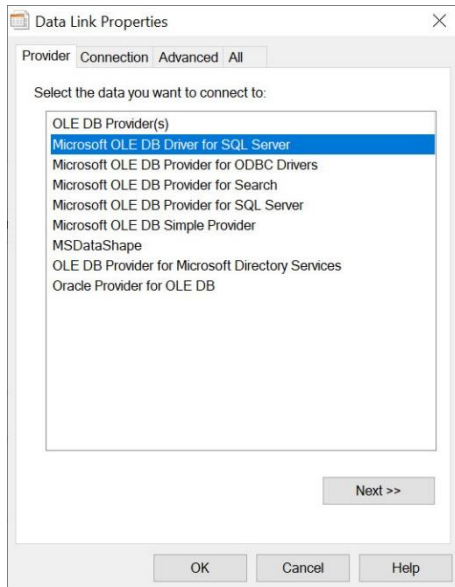 Data Link Properties
Provider Connection Advanced All
Select the data you want to connect to:
OLE DB Provider(s)
Microsoft OLE DB Driver for SQL Server
Microsoft OLE DB Provider for ODBC Drivers
Microsoft OLE DB Provider for Search
Microsoft OLE DB Provider for SQL Server
Microsoft OLE DB Simple Provider
MSDataShape
OLE DB Provider for Microsoft Directory Services
Oracle Provider for OLE DB
Next >>
OK Cancel Help